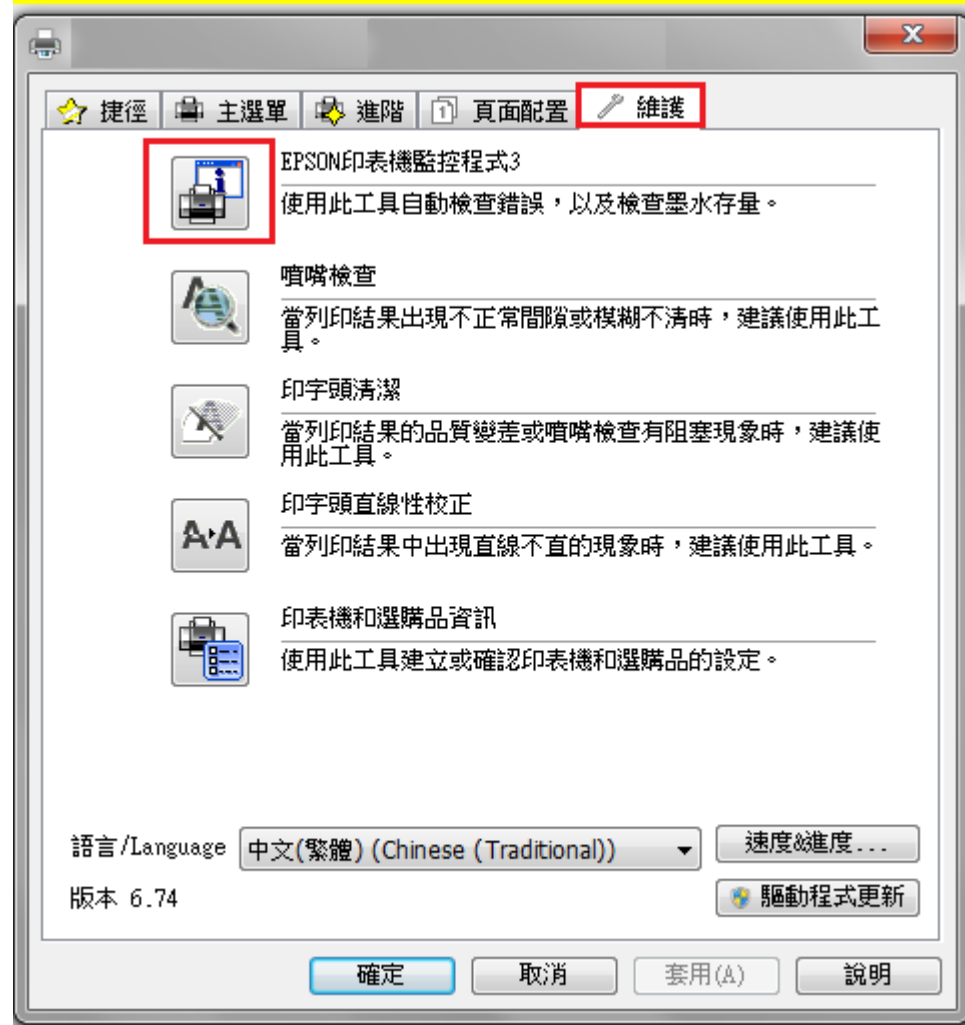 捷徑 主選單 進階 頁面配置 維護
EPSON印表機監控程式3
使用此工具自動檢查錯誤，以及檢查墨水存量。
噴嘴檢查
當列印結果出現不正常間隙或模糊不清時，建議使用此工
具。
印字頭清潔
當列印結果的品質變差或噴嘴檢查有阻塞現象時，建議使
用此工具。
印字頭直線性校正
當列印結果中出現直線不直的現象時，建議使用此工具。
印表機和選購品資訊
使用此工具建立或確認印表機和選購品的設定。
語言/Language 中文(繁體) (Chinese (Traditional)) 速度&進度...
版本 6.74 驅動程式更新
確定 取消 套用(A) 說明